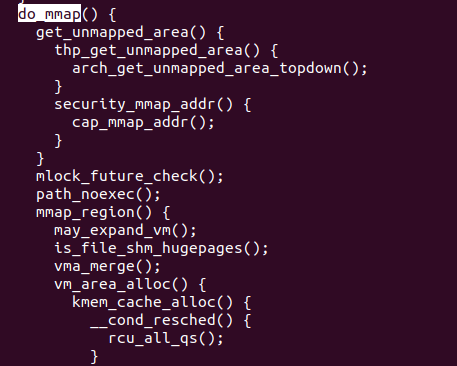 do_mmap() {
get_unmapped_area() {
thp_get_unmapped_area() {
arch_get_unmapped_area_topdown();
}
security_mmap_addr() {
cap_mmap_addr();
}
}
mlock_future_check();
path_noexec();
mmap_region() {
may_expand_vm();
is_file_shm_hugepages();
vma_merge();
vm_area_alloc() {
kmem_cache_alloc() {
__cond_resched() {
rcu_all_qs();
}